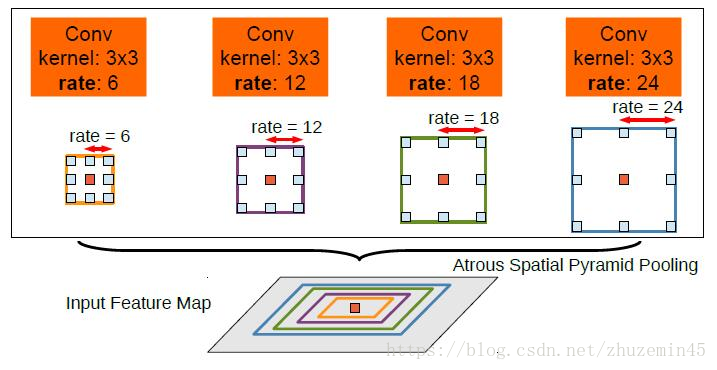 Conv
kernel: 3x3
rate: 6
Conv
kernel: 3x3
rate: 12
Conv
kernel: 3x3
rate: 18
Conv
kernel: 3x3
rate: 24
rate = 6
rate = 12
rate = 18
rate = 24
Atrous Spatial Pyramid Pooling
Input Feature Map
https://blog.csdn.net/zhuzemin45